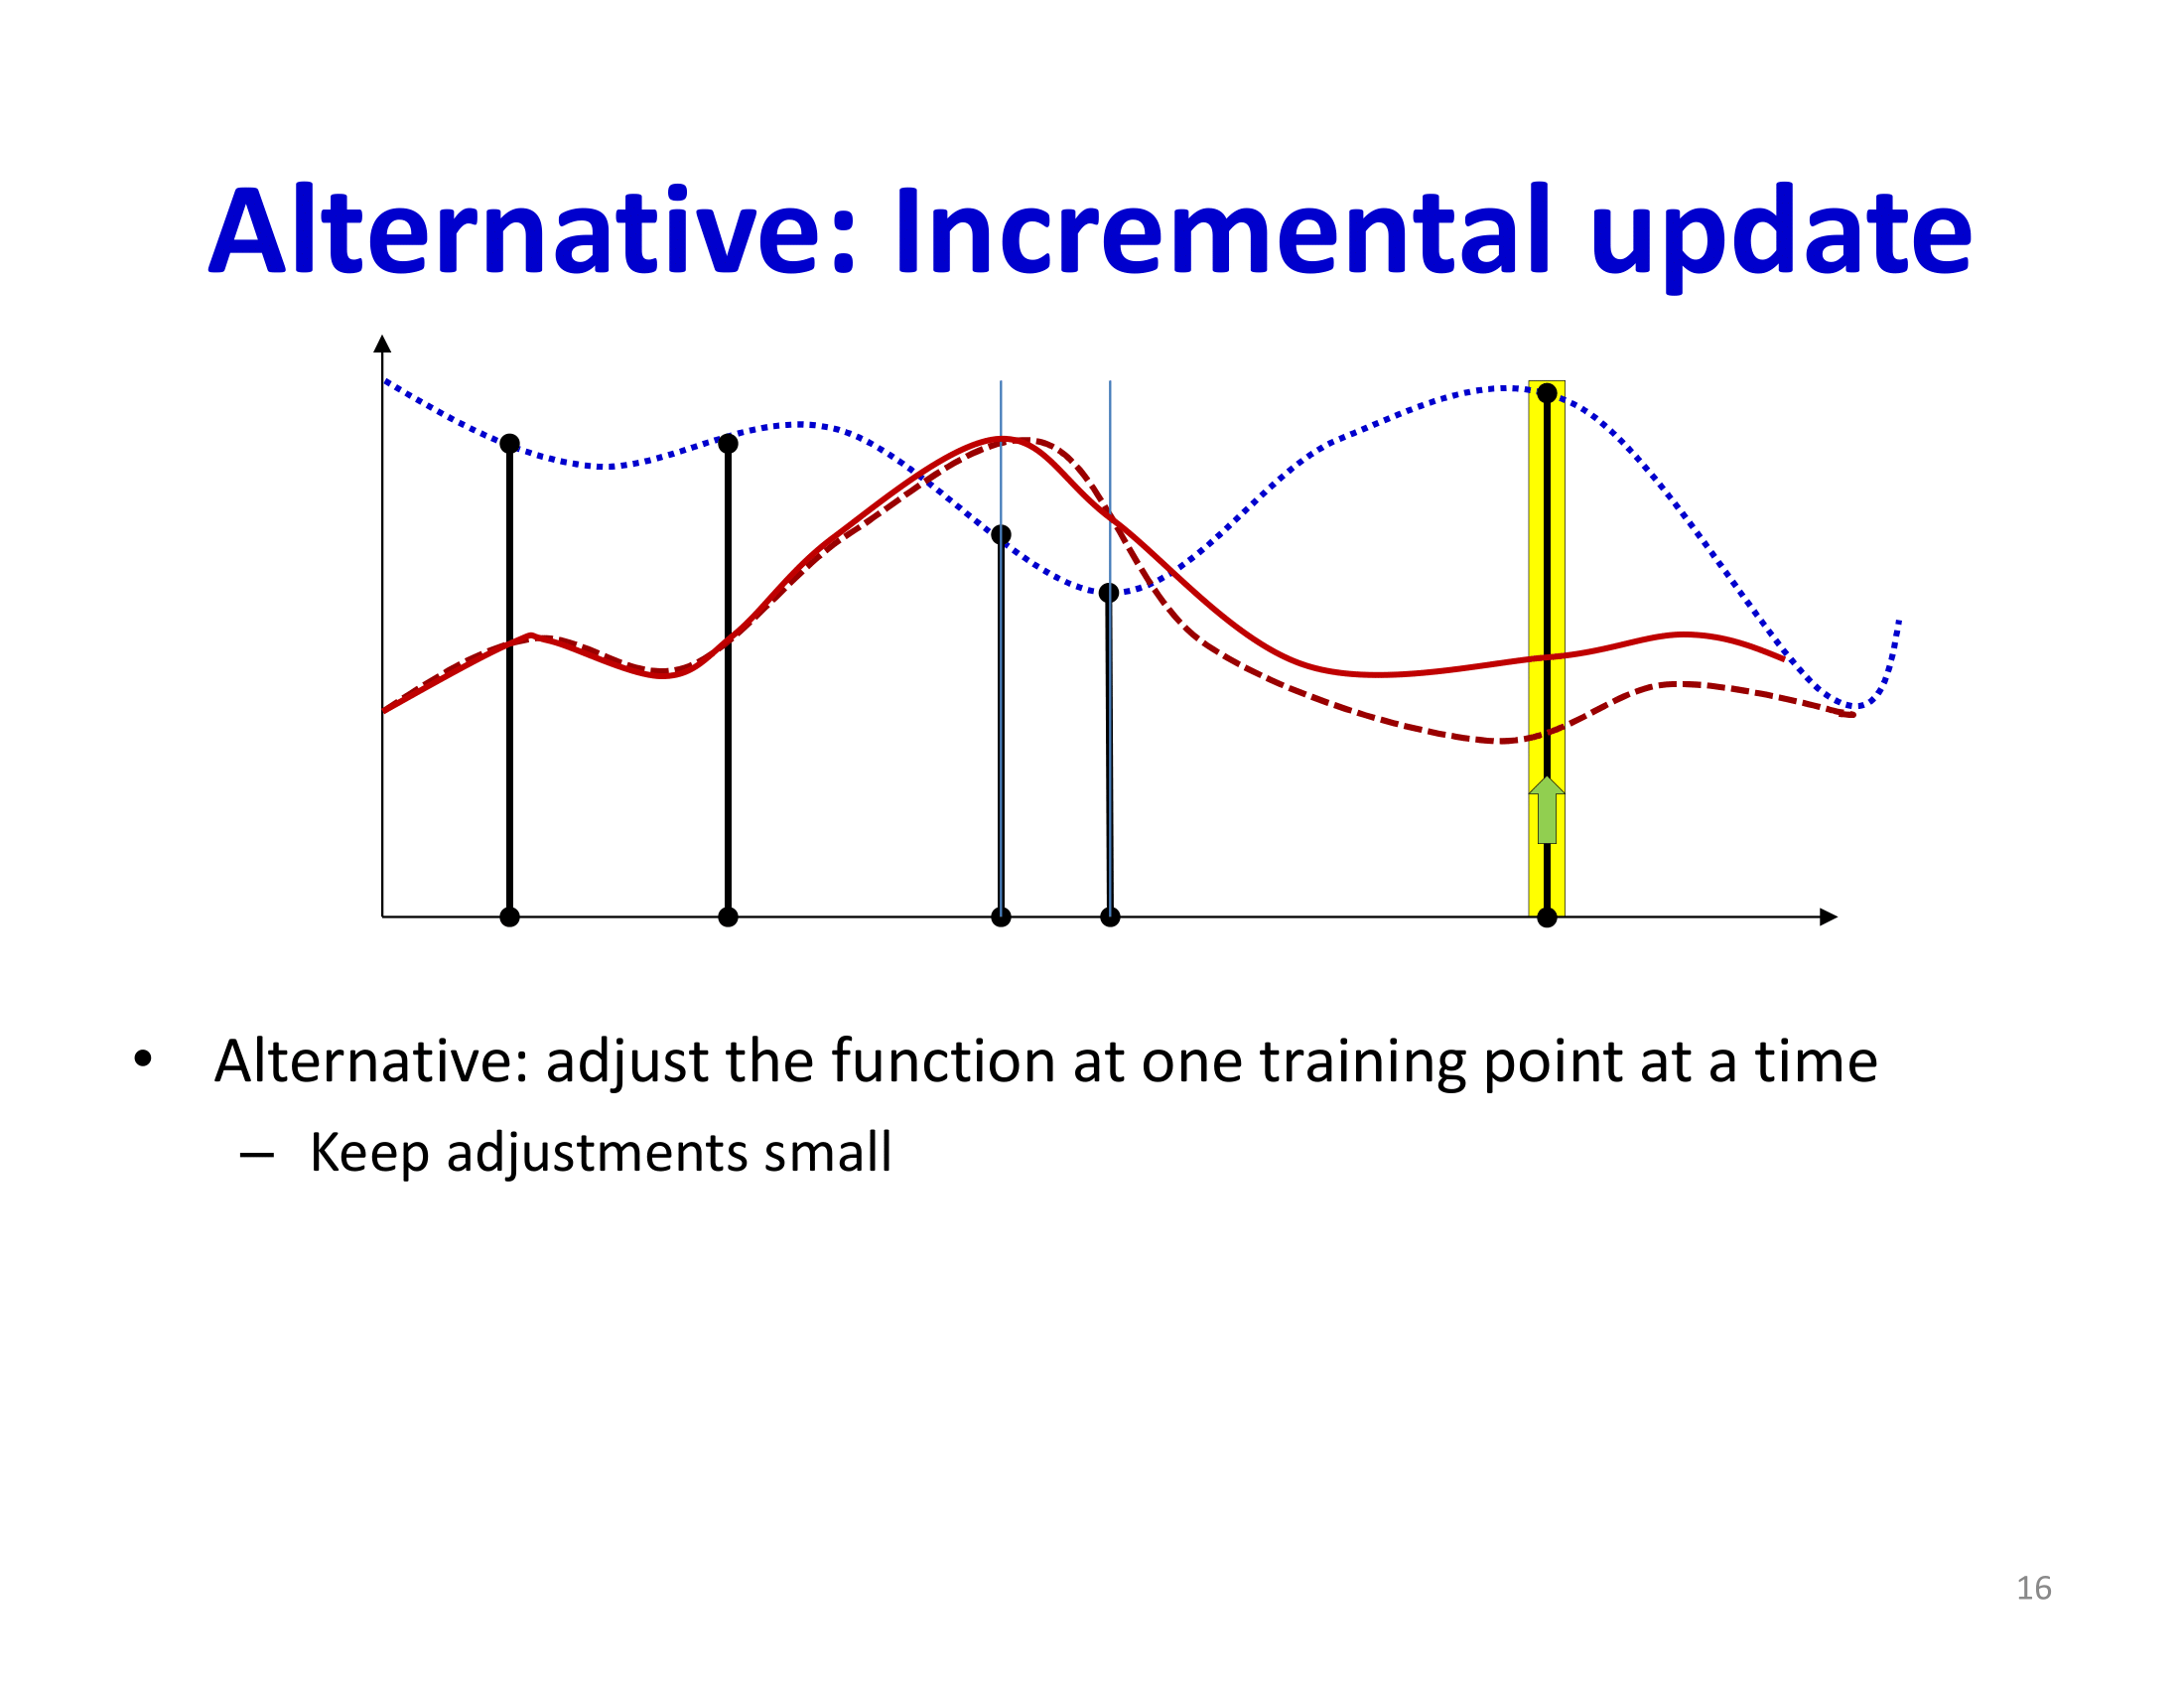 Alternative: Incremental update
• Alternative: adjust the function at one training point at a time
– Keep adjustments small
16